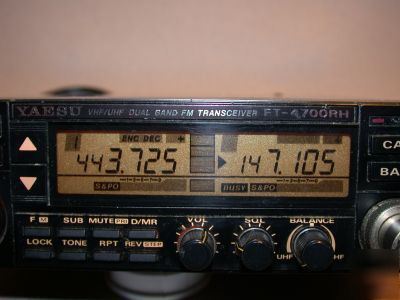 YAESU VHF/UHF DUAL BAND FM TRANSCEIVER FT-4700RH
ENC DEC +
443.725 147.105
S&PO BUSY S&PO
CA
BA
F M SUB MUTE D/MR VOL SQL BALANCE
LOCK TONE RPT REV STEP
UHF UHF